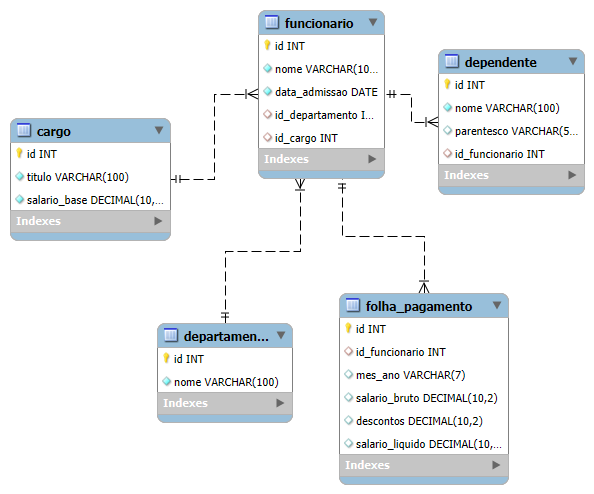 funcionario
id INT
nome VARCHAR(10...
data_admissao DATE
id_departamento I...
id_cargo INT
Indexes
dependente
id INT
nome VARCHAR(100)
parentesco VARCHAR(5...
id_funcionario INT
Indexes
cargo
id INT
titulo VARCHAR(100)
salario_base DECIMAL(10,...
Indexes
departamen...
id INT
nome VARCHAR(100)
Indexes
folha_pagamento
id INT
id_funcionario INT
mes_ano VARCHAR(7)
salario_bruto DECIMAL(10,2)
descontos DECIMAL(10,2)
salario_liquido DECIMAL(10,...
Indexes